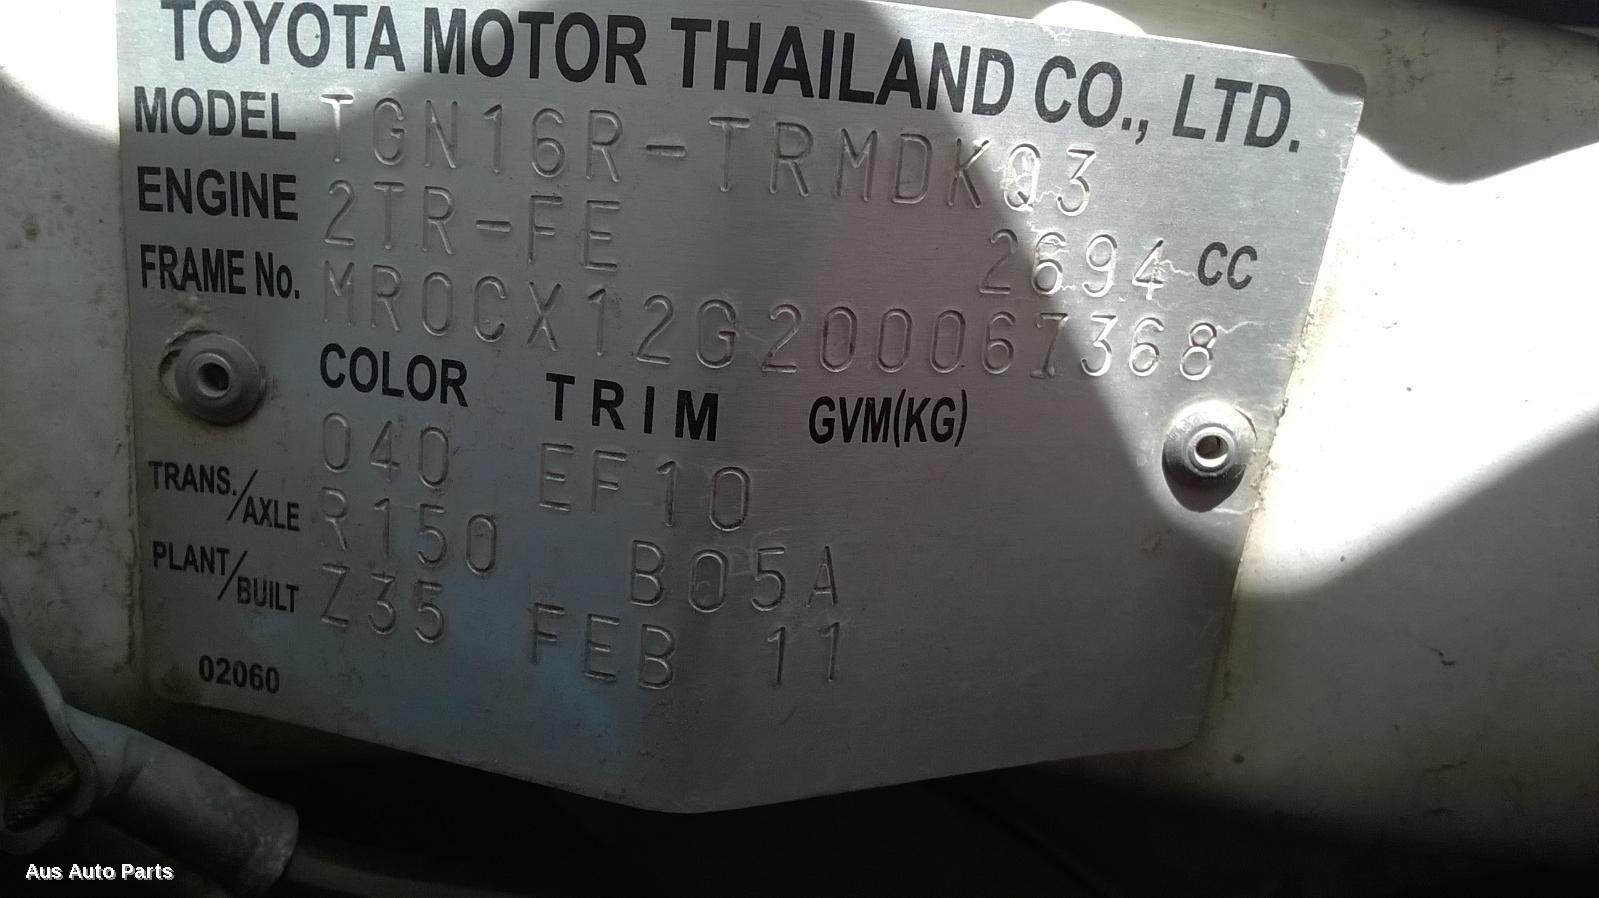 TOYOTA MOTOR THAILAND CO., LTD.
MODEL TGN16R-TRMDKQ3
ENGINE 2TR-FE 2694 CC
FRAME No. MR0CX12G200067368
COLOR TRIM GVM(KG)
040 EF10
TRANS./AXLE R150 B05A
PLANT/BUILT Z35 FEB 11
02060
Aus Auto Parts